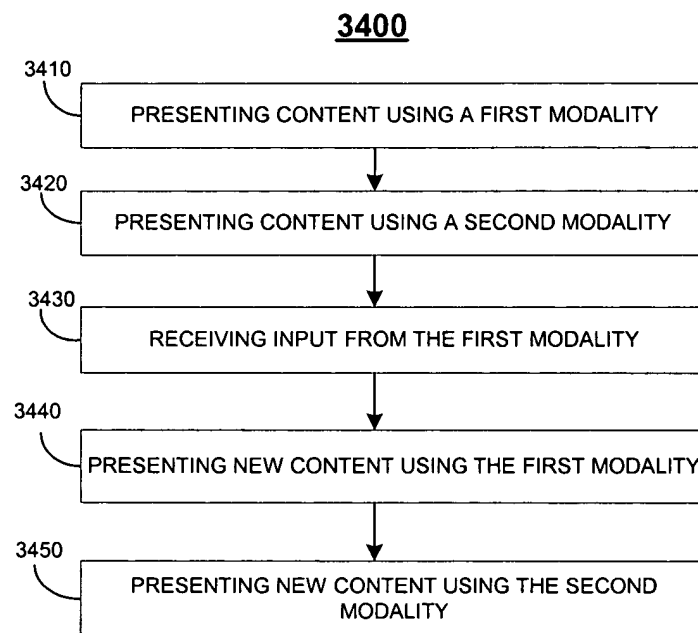 3400
3410
PRESENTING CONTENT USING A FIRST MODALITY
3420
PRESENTING CONTENT USING A SECOND MODALITY
3430
RECEIVING INPUT FROM THE FIRST MODALITY
3440
PRESENTING NEW CONTENT USING THE FIRST MODALITY
3450
PRESENTING NEW CONTENT USING THE SECOND
MODALITY